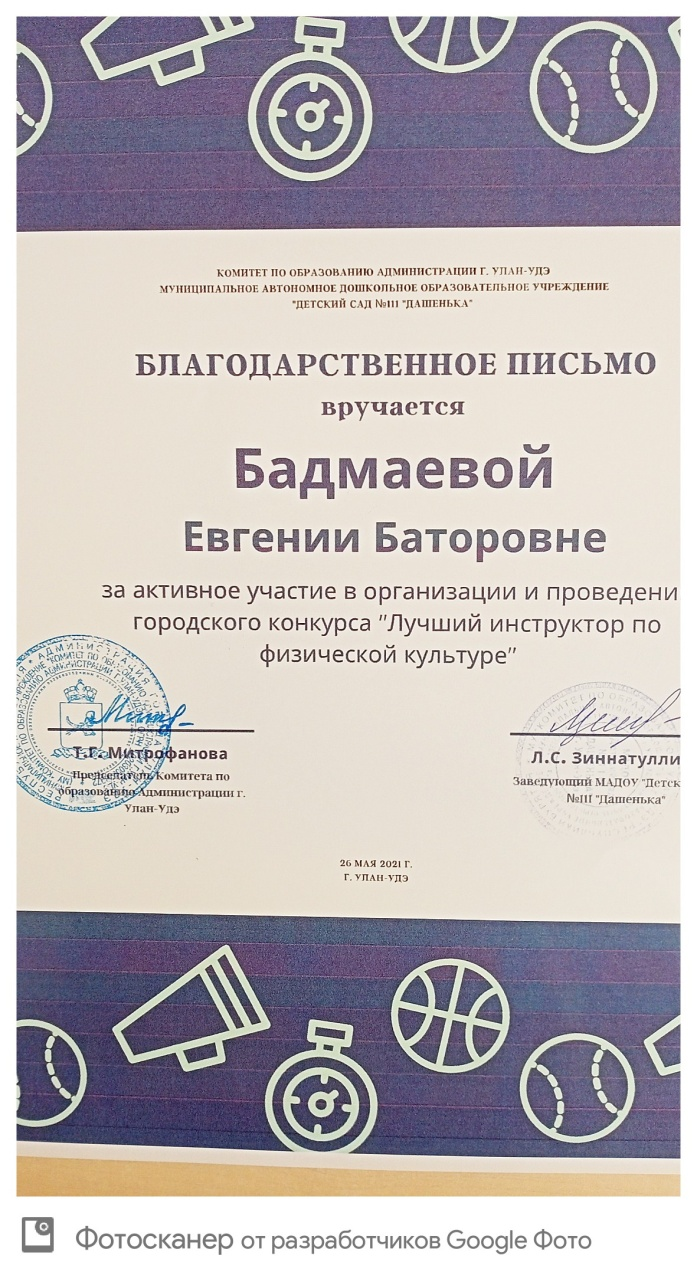 КОМИТЕТ ПО ОБРАЗОВАНИЮ АДМИНИСТРАЦИИ Г. УЛАН-УДЭ
МУНИЦИПАЛЬНОЕ АВТОНОМНОЕ ДОШКОЛЬНОЕ ОБРАЗОВАТЕЛЬНОЕ УЧРЕЖДЕНИЕ
"ДЕТСКИЙ САД №111 "ДАШЕНЬКА"
БЛАГОДАРСТВЕННОЕ ПИСЬМО
вручается
Бадмаевой
Евгении Баторовне
за активное участие в организации и проведени
городского конкурса "Лучший инструктор по
физической культуре"
Т.Г. Митрофанова
Председатель Комитета по
образованию Администрации г.
Улан-Удэ
Л.С. Зиннатулли
Заведующий МАДОУ "Детск
№111 "Дашенька"
26 МАЯ 2021 Г.
Г. УЛАН-УДЭ
Фотосканер от разработчиков Google Фото